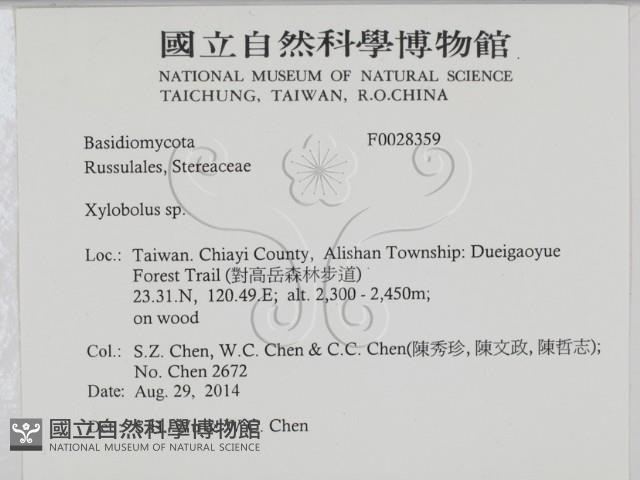 國立自然科學博物館
NATIONAL MUSEUM OF NATURAL SCIENCE
TAICHUNG, TAIWAN, R.O.CHINA
Basidiomycota F0028359
Russulales, Stereaceae
Xylobolus sp.
Loc.: Taiwan. Chiayi County, Alishan Township: Dueigaoyue
Forest Trail (對高岳森林步道)
23.31.N, 120.49.E; alt. 2,300 - 2,450m;
on wood
Col.: S.Z. Chen, W.C. Chen & C.C. Chen(陳秀珍, 陳文政, 陳哲志);
No. Chen 2672
Date: Aug. 29, 2014
Chen
國立自然科學博物館
NATIONAL MUSEUM OF NATURAL SCIENCE